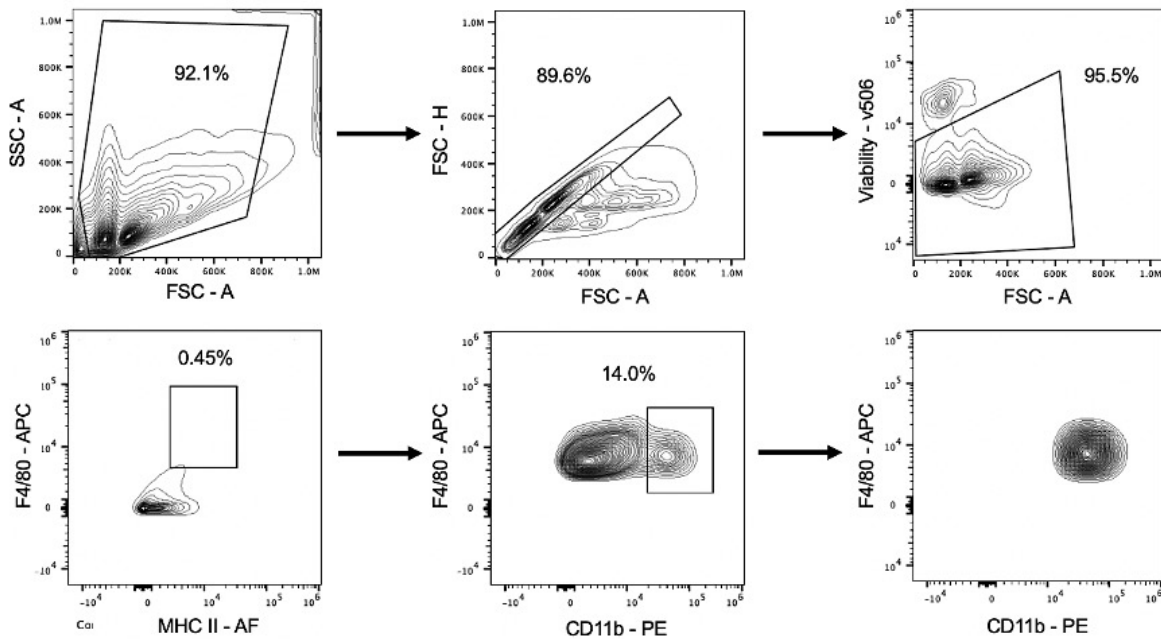 1.0M
800K
600K
400K
200K
0
SSC - A
92.1%
0 200K 400K 600K 800K 1.0M
FSC - A
1.0M
800K
600K
400K
200K
0
FSC - H
89.6%
0 200K 400K 600K 800K 1.0M
FSC - A
10⁶
10⁵
10⁴
0
10⁴
Viability - v506
95.5%
0 200K 400K 600K 800K 1.0M
FSC - A
10⁶
10⁵
10⁴
0
-10⁴
F4/80 - APC
0.45%
-10⁴ 0 10⁴ 10⁵ 10⁶
Coı
MHC II - AF
10⁶
10⁵
10⁴
0
-10⁴
F4/80 - APC
14.0%
-10⁴ 0 10⁴ 10⁵ 10⁶
CD11b - PE
10⁶
10⁵
10⁴
0
10⁴
F4/80 - APC
-10⁴ 0 10⁴ 10⁵ 10⁶
CD11b - PE